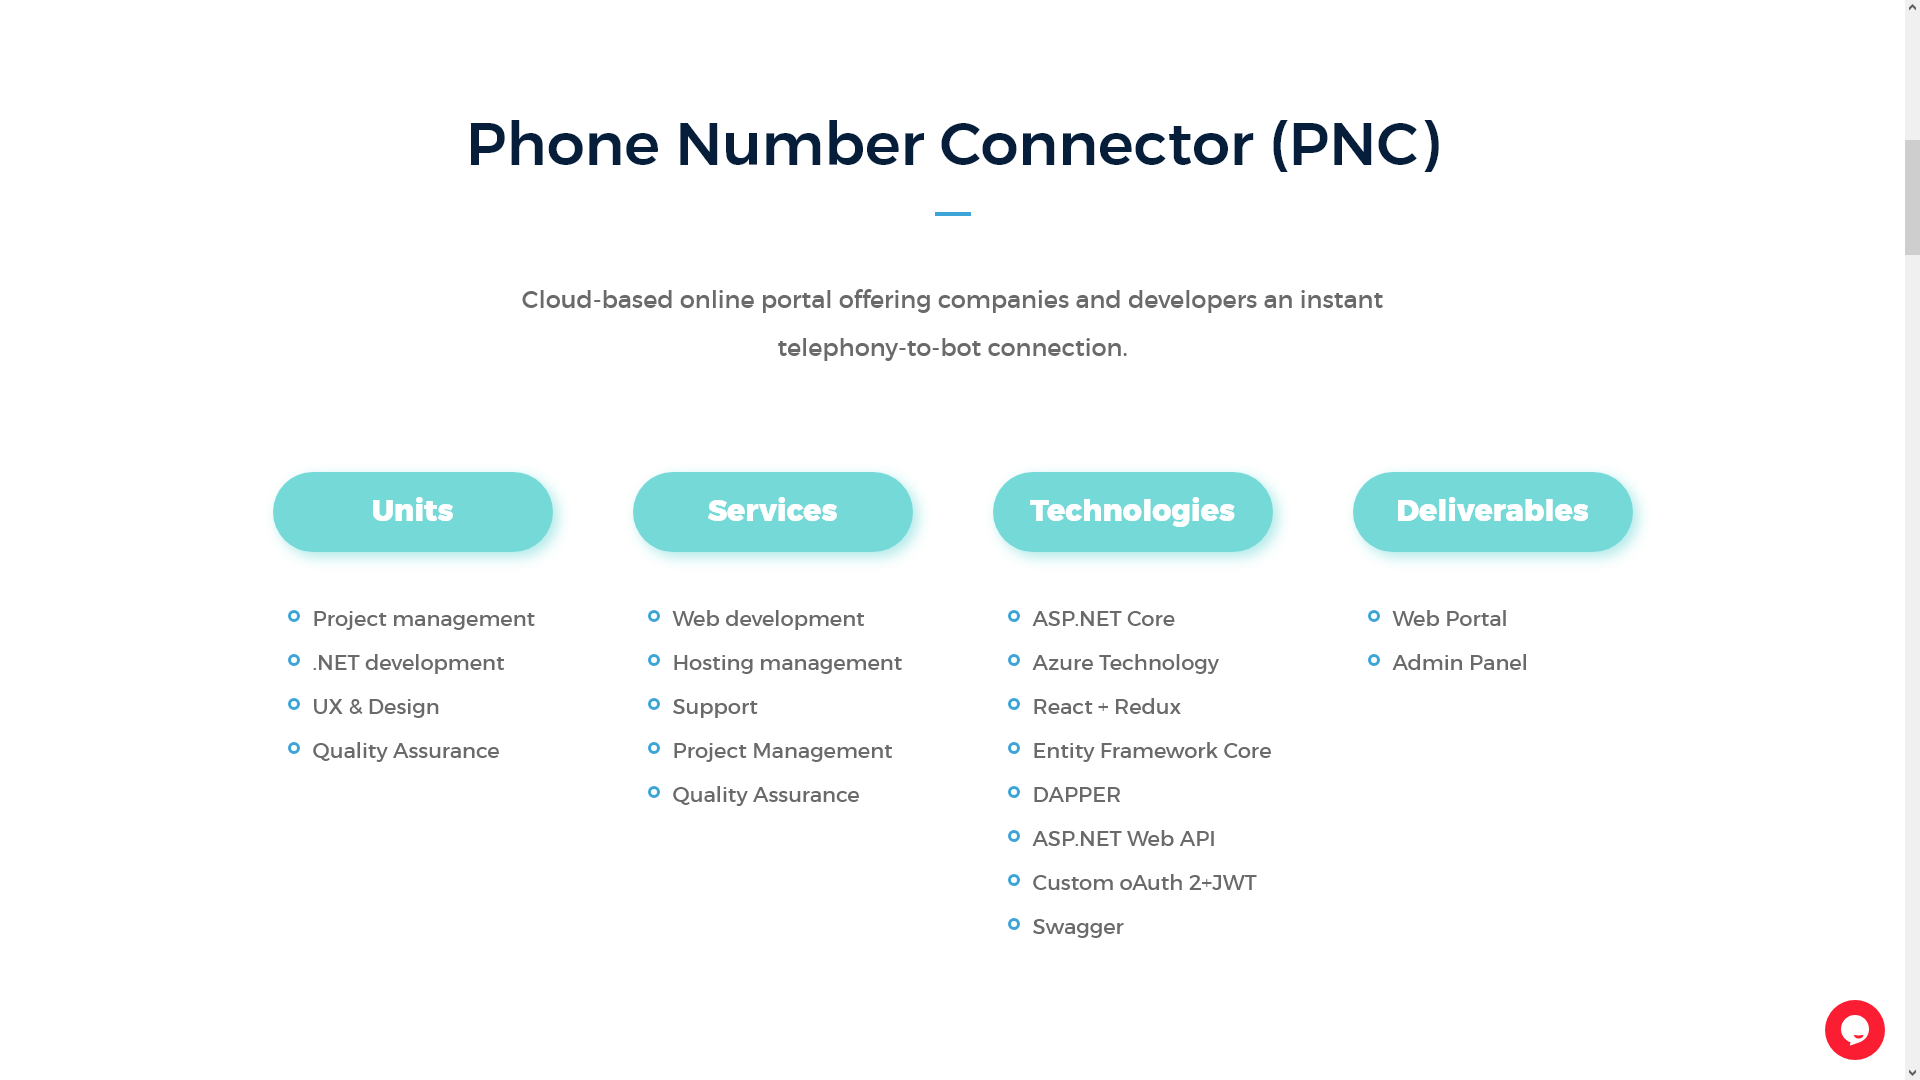 Phone Number Connector (PNC)
Cloud-based online portal offering companies and developers an instant
telephony-to-bot connection.
Units
Project management
.NET development
UX & Design
Quality Assurance
Services
Web development
Hosting management
Support
Project Management
Quality Assurance
Technologies
ASP.NET Core
Azure Technology
React + Redux
Entity Framework Core
DAPPER
ASP.NET Web API
Custom oAuth 2+JWT
Swagger
Deliverables
Web Portal
Admin Panel